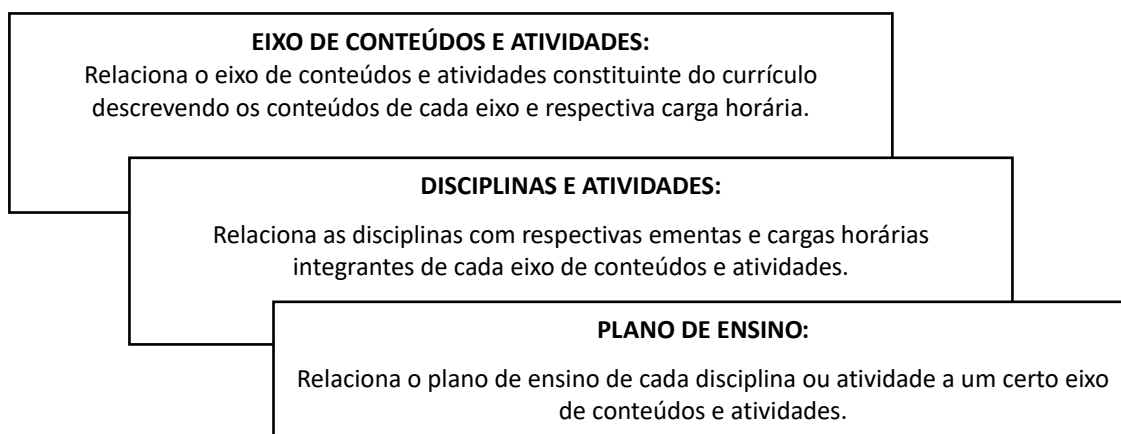 EIXO DE CONTEÚDOS E ATIVIDADES:
Relaciona o eixo de conteúdos e atividades constituinte do currículo
descrevendo os conteúdos de cada eixo e respectiva carga horária.
DISCIPLINAS E ATIVIDADES:
Relaciona as disciplinas com respectivas ementas e cargas horárias
integrantes de cada eixo de conteúdos e atividades.
PLANO DE ENSINO:
Relaciona o plano de ensino de cada disciplina ou atividade a um certo eixo
de conteúdos e atividades.